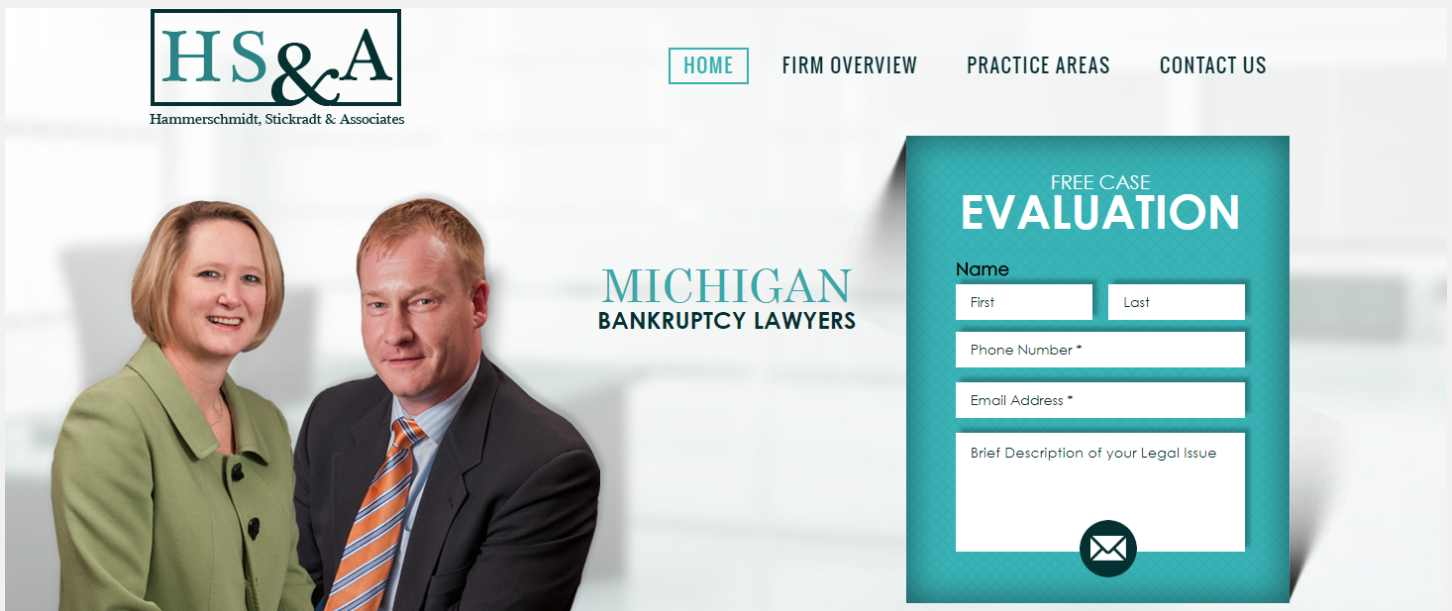 HS&A
Hammerschmidt, Stickradt & Associates
HOME FIRM OVERVIEW PRACTICE AREAS CONTACT US
MICHIGAN
BANKRUPTCY LAWYERS
FREE CASE
EVALUATION
Name
First Last
Phone Number *
Email Address *
Brief Description of your Legal Issue